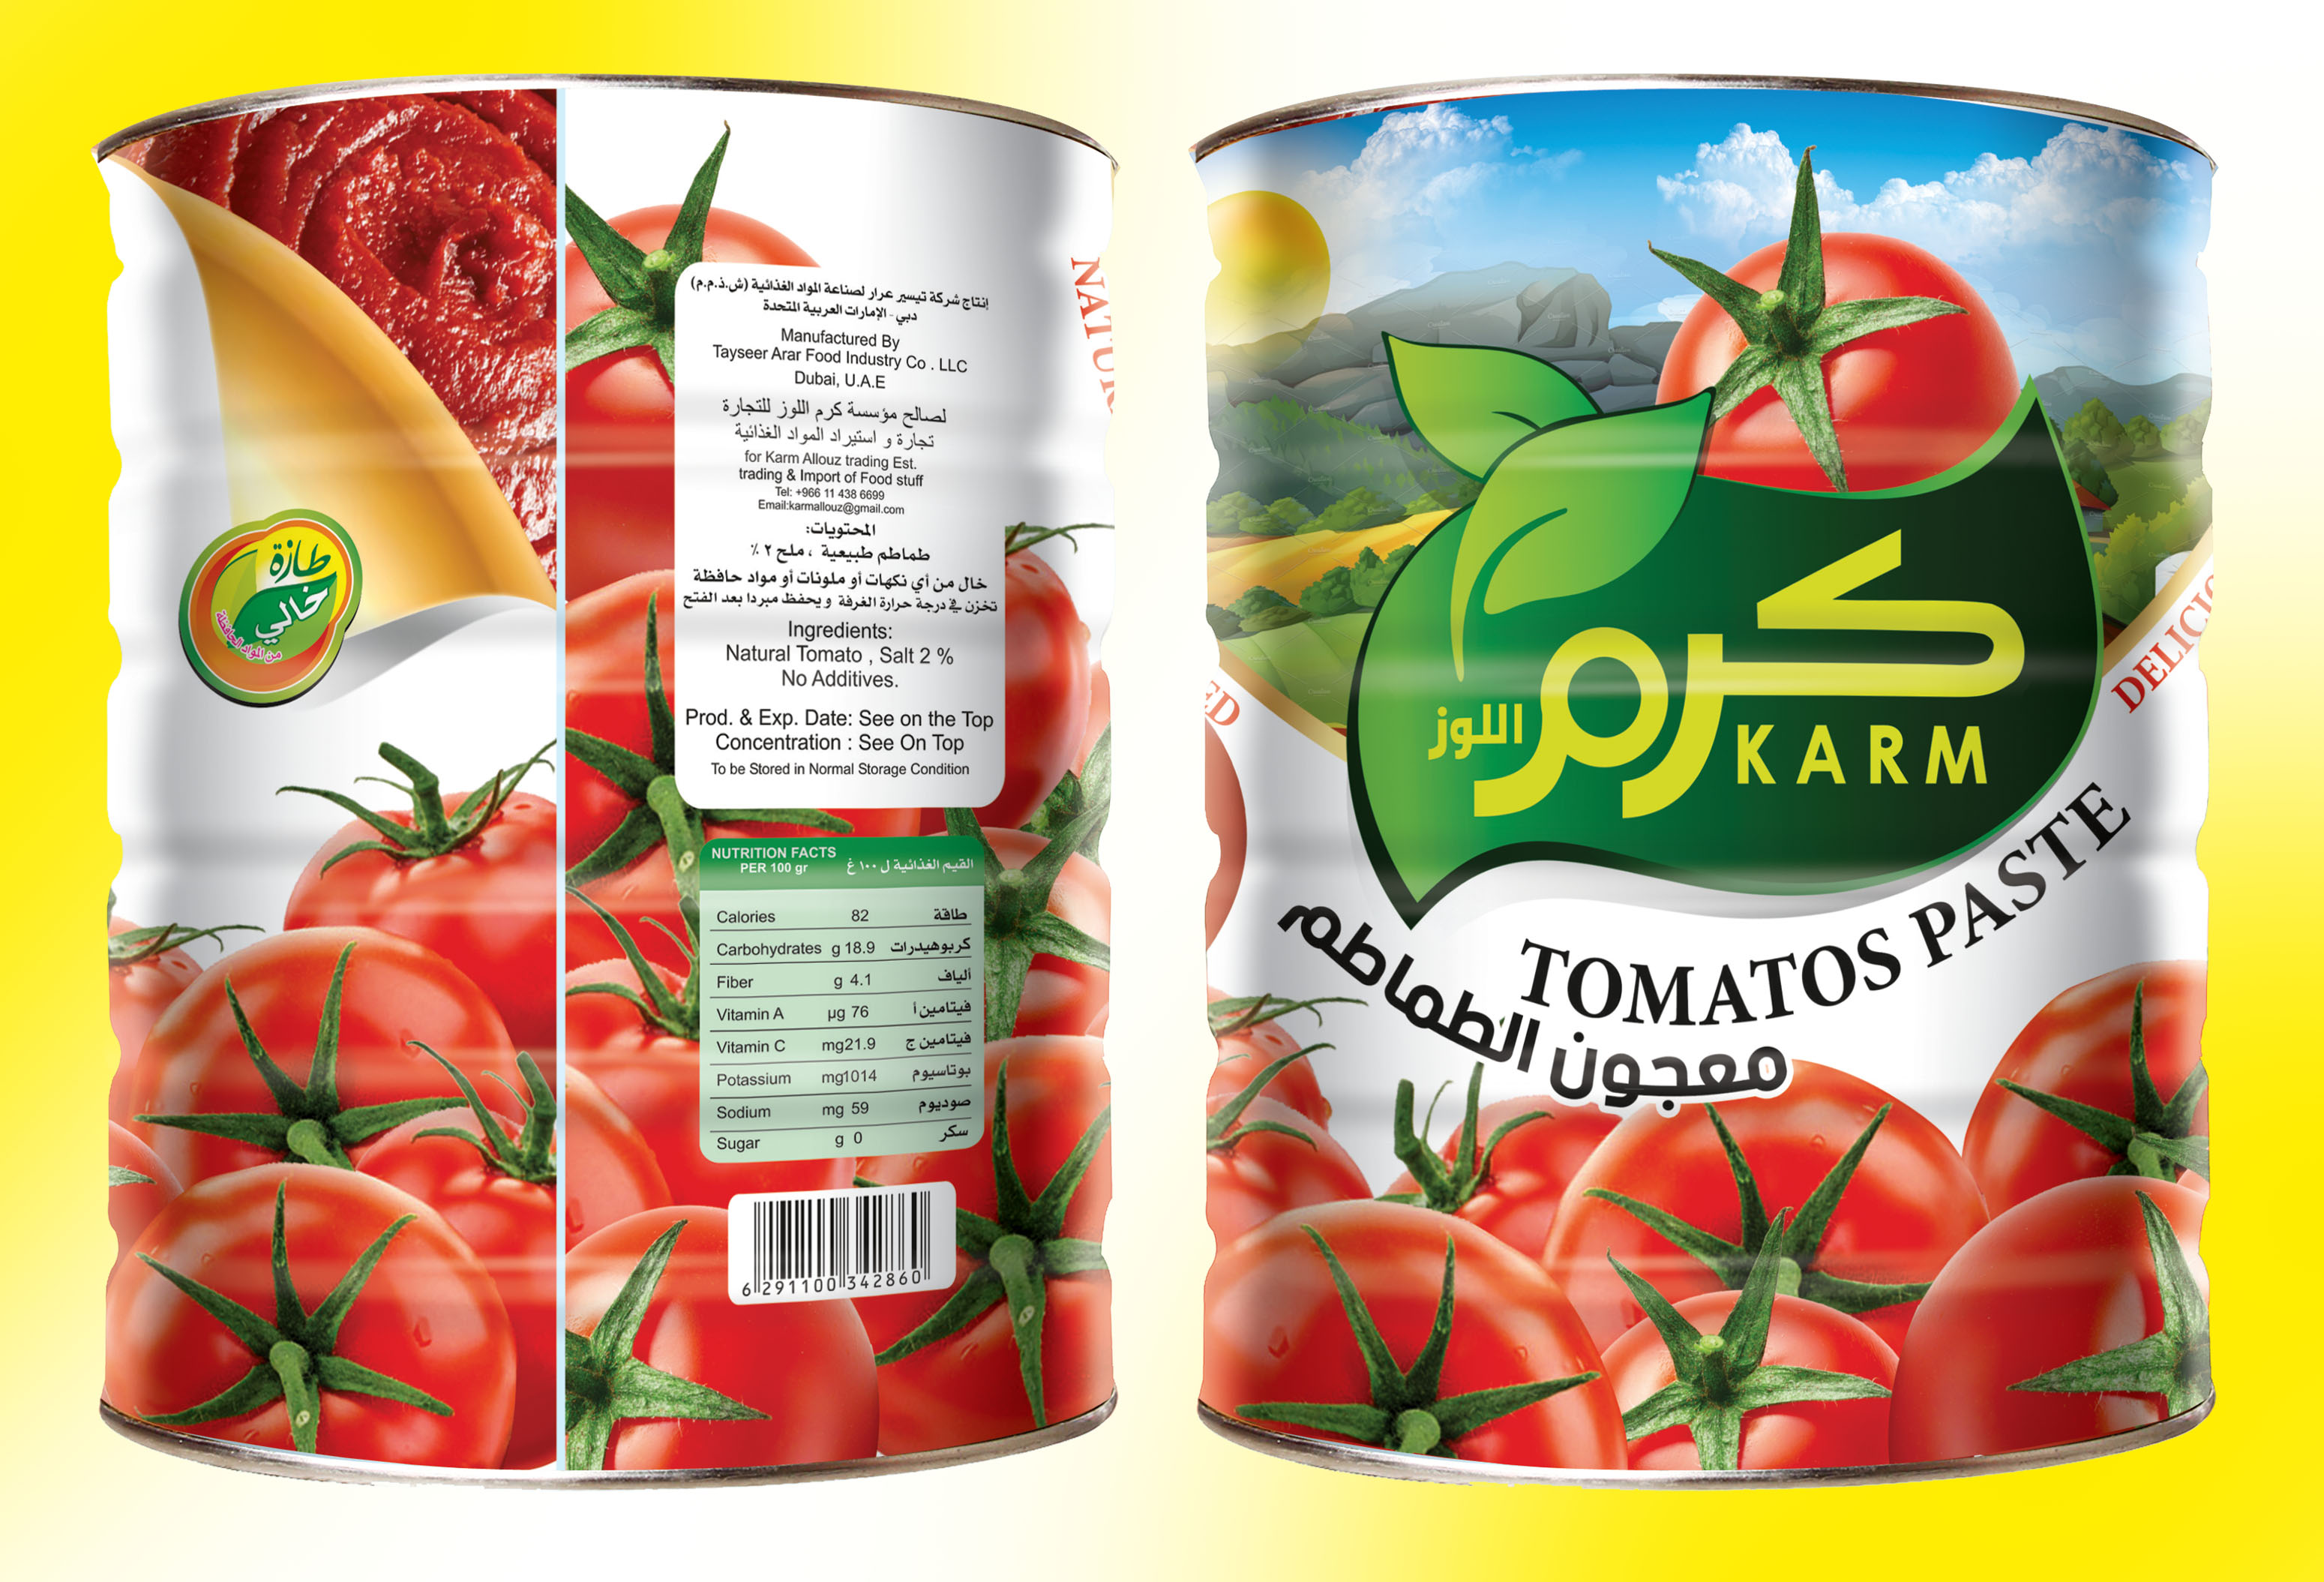 طازة
خالي
من المواد الحافظة
إنتاج شركة تيسير عرار لصناعة المواد الغذائية (ش.ذ.م.م)
دبي - الإمارات العربية المتحدة
Manufactured By
Tayseer Arar Food Industry Co . LLC
Dubai, U.A.E
لصالح مؤسسة كرم اللوز للتجارة
تجارة و استيراد المواد الغذائية
for Karm Allouz trading Est.
trading & Import of Food stuff
Tel: +966 11 438 6699
Email:karmallouz@gmail.com
المحتويات:
طماطم طبيعية ، ملح ٢ ٪
خال من أي نكهات أو ملونات أو مواد حافظة
تخزن في درجة حرارة الغرفة و يحفظ مبردا بعد الفتح
Ingredients:
Natural Tomato , Salt 2 %
No Additives.
Prod. & Exp. Date: See on the Top
Concentration : See On Top
To be Stored in Normal Storage Condition
NUTRITION FACTS
PER 100 gr
القيم الغذائية ل ١٠٠ غ
Calories 82 طاقة
Carbohydrates g 18.9 كربوهيدرات
Fiber g 4.1 ألياف
Vitamin A µg 76 فيتامين أ
Vitamin C mg21.9 فيتامين ج
Potassium mg1014 بوتاسيوم
Sodium mg 59 صوديوم
Sugar g 0 سكر
6 291100 342860
كرم
اللوز
KARM
TOMATOS PASTE
معجون الطماطم